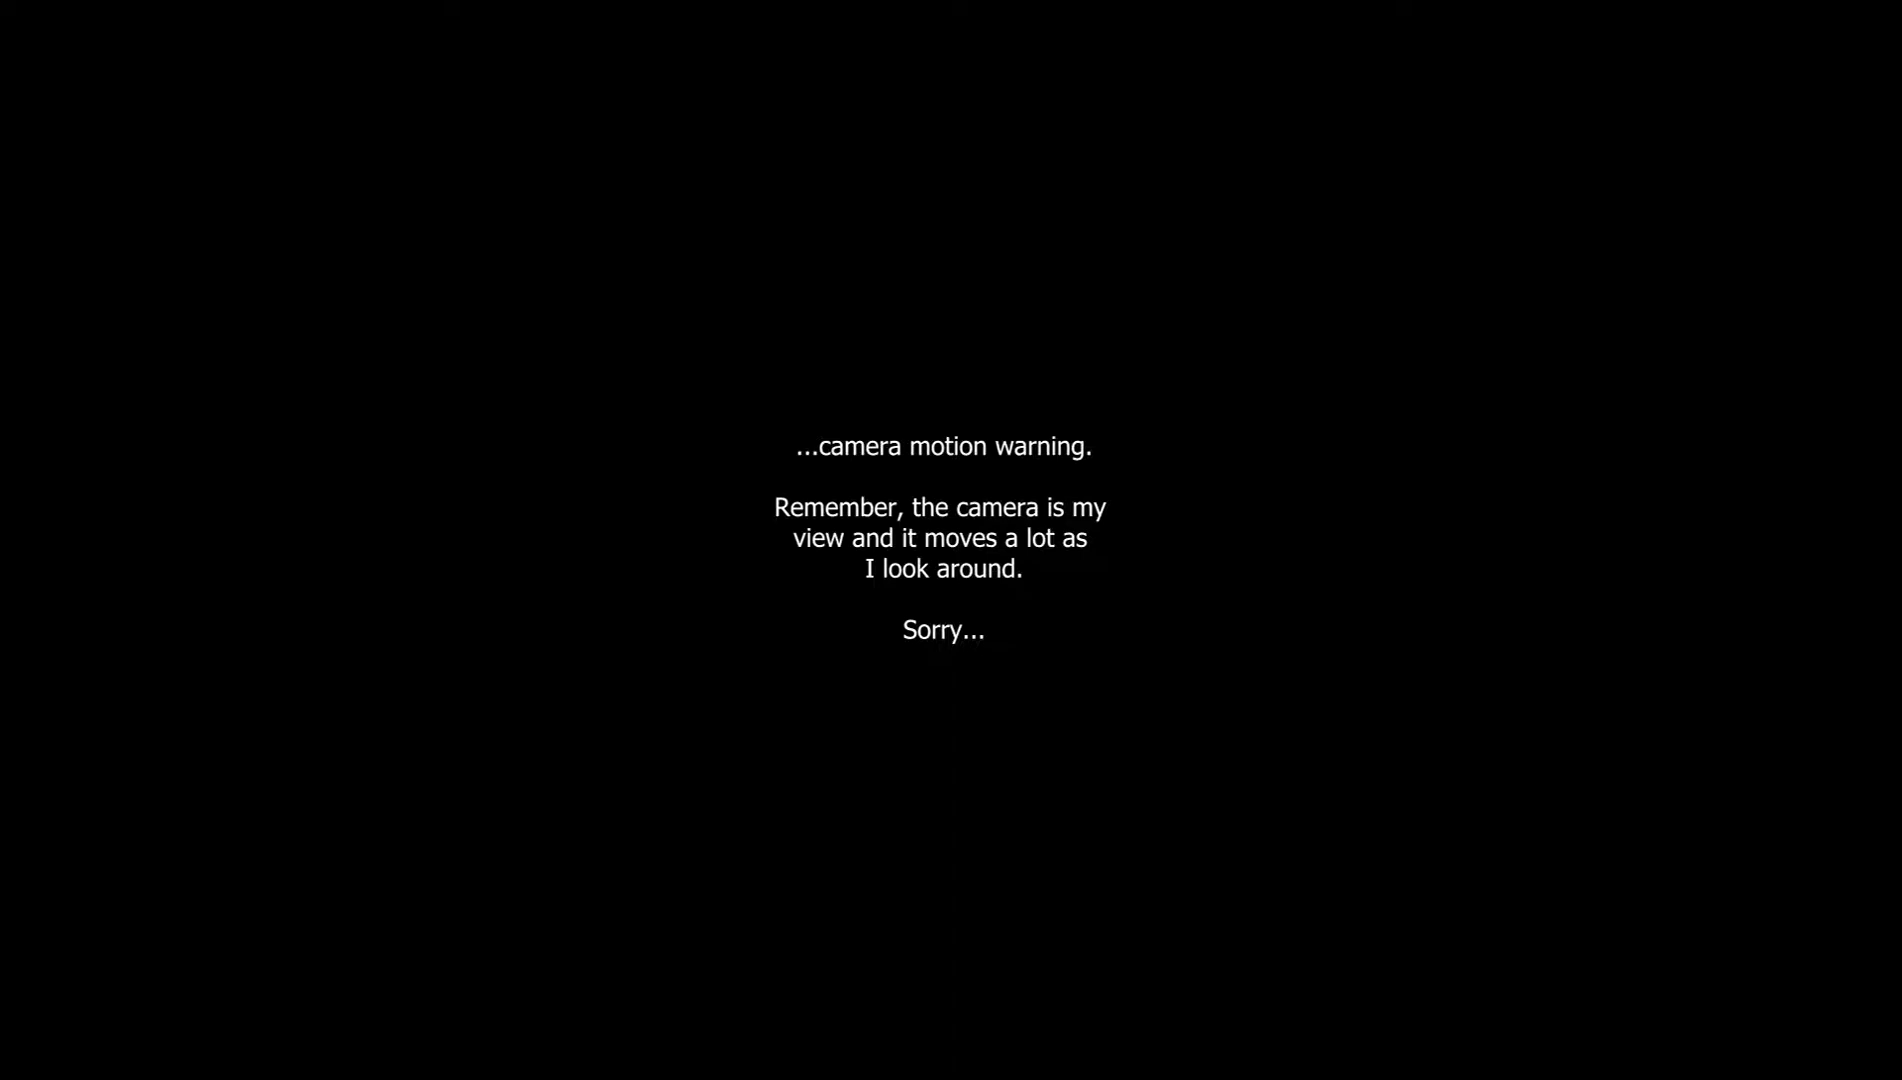 ...camera motion warning.
Remember, the camera is my
view and it moves a lot as
I look around.
Sorry...